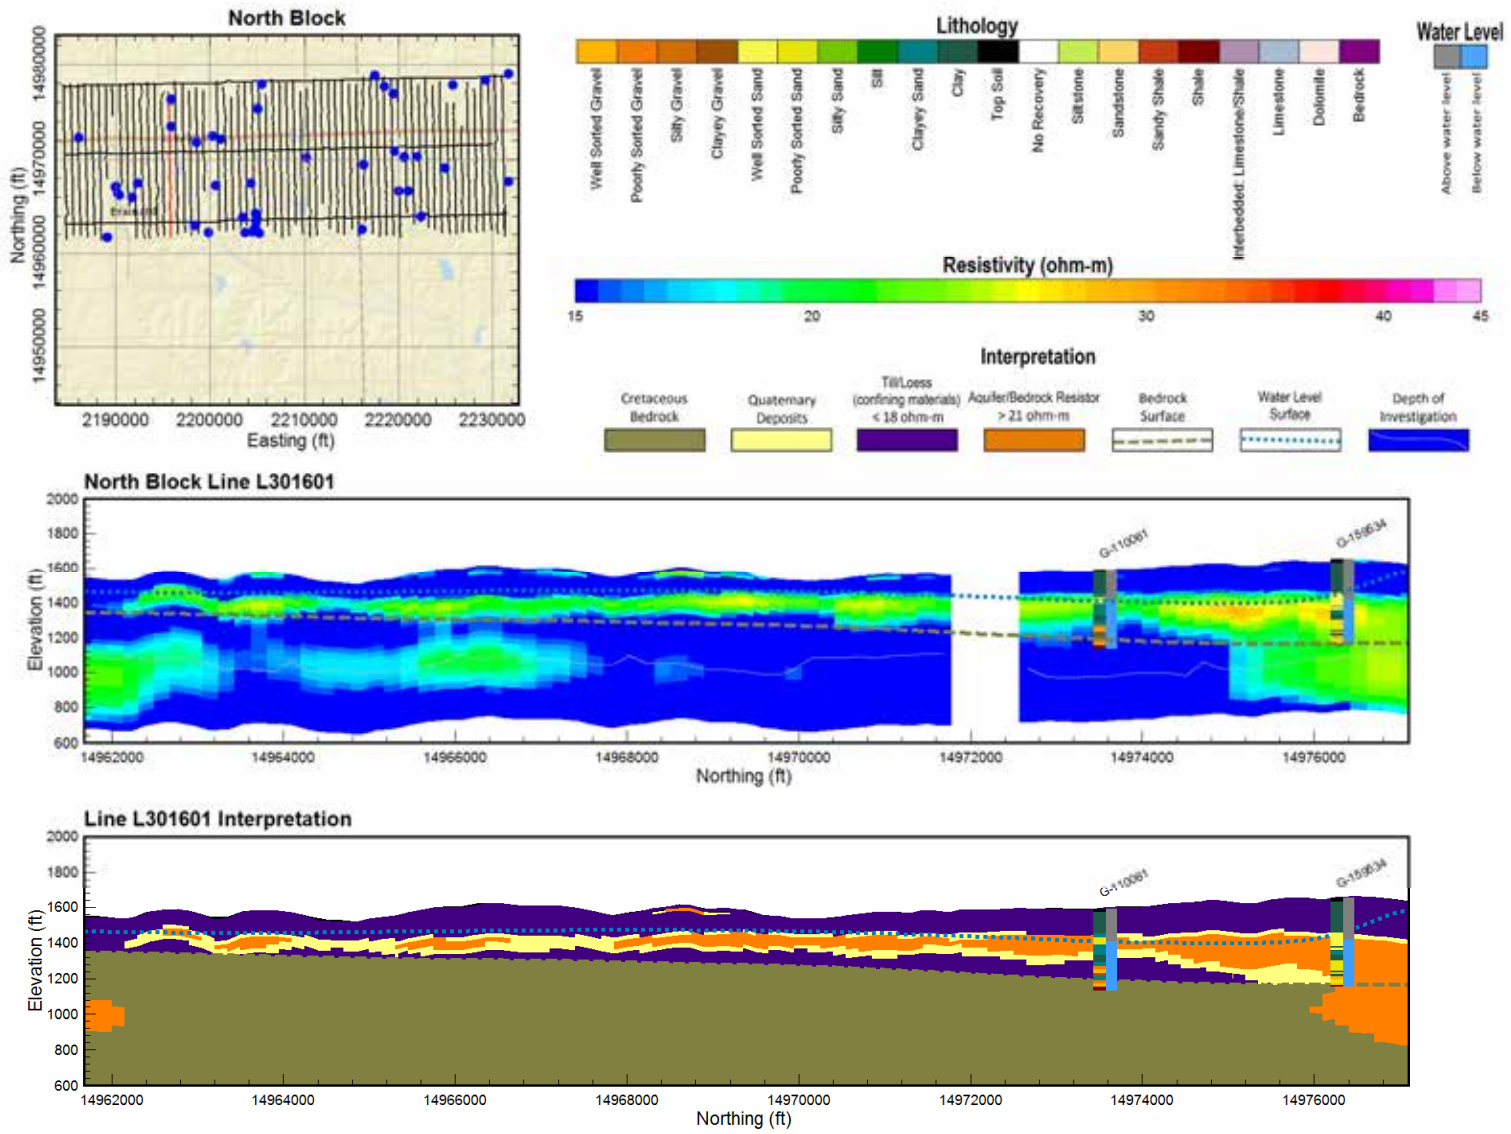 North Block
14980000
14970000
14960000
14950000
Northing (ft)
Brainard
2190000 2200000 2210000 2220000 2230000
Easting (ft)
Lithology
Well Sorted Gravel
Poorly Sorted Gravel
Silty Gravel
Clayey Gravel
Well Sorted Sand
Poorly Sorted Sand
Silty Sand
Silt
Clayey Sand
Clay
Top Soil
No Recovery
Siltstone
Sandstone
Sandy Shale
Shale
Interbedded: Limestone/Shale
Limestone
Dolomite
Bedrock
Water Level
Above water level
Below water level
Resistivity (ohm-m)
15 20 30 40 45
Interpretation
Cretaceous
Bedrock
Quaternary
Deposits
Till/Loess
(confining materials)
< 18 ohm-m
Aquifer/Bedrock Resistor
> 21 ohm-m
Bedrock
Surface
Water Level
Surface
Depth of
Investigation
North Block Line L301601
2000
1800
1600
1400
1200
1000
800
600
Elevation (ft)
G-110061
G-159534
14962000 14964000 14966000 14968000 14970000 14972000 14974000 14976000
Northing (ft)
Line L301601 Interpretation
2000
1800
1600
1400
1200
1000
800
600
Elevation (ft)
G-110061
G-159534
14962000 14964000 14966000 14968000 14970000 14972000 14974000 14976000
Northing (ft)